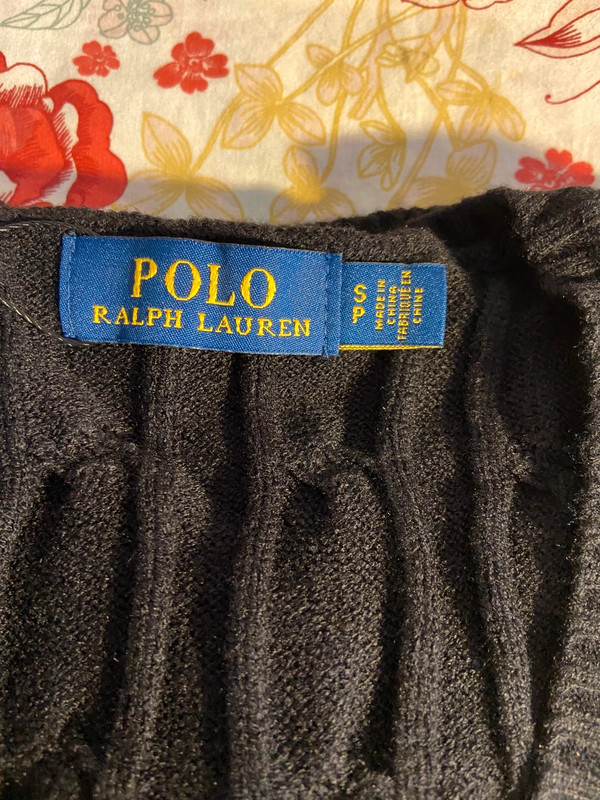 POLO
RALPH LAUREN
S
P
MADE IN
CHINA
FABRIQUÉ EN
CHINE